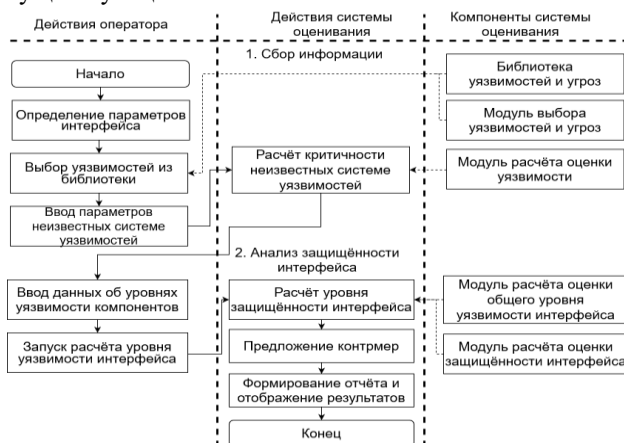 Действия оператора
Действия системы
оценивания
Компоненты системы
оценивания
1. Сбор информации
Начало
Библиотека
уязвимостей и угроз
Определение параметров
интерфейса
Модуль выбора
уязвимостей и угроз
Выбор уязвимостей из
библиотеки
Расчёт критичности
неизвестных системе
уязвимостей
Модуль расчёта оценки
уязвимости
Ввод параметров
неизвестных системе
уязвимостей
2. Анализ защищённости
интерфейса
Ввод данных об уровнях
уязвимости компонентов
Расчёт уровня
защищённости интерфейса
Модуль расчёта оценки
общего уровня
уязвимости интерфейса
Запуск расчёта уровня
уязвимости интерфейса
Предложение контрмер
Модуль расчёта оценки
защищённости интерфейса
Формирование отчёта и
отображение результатов
Конец